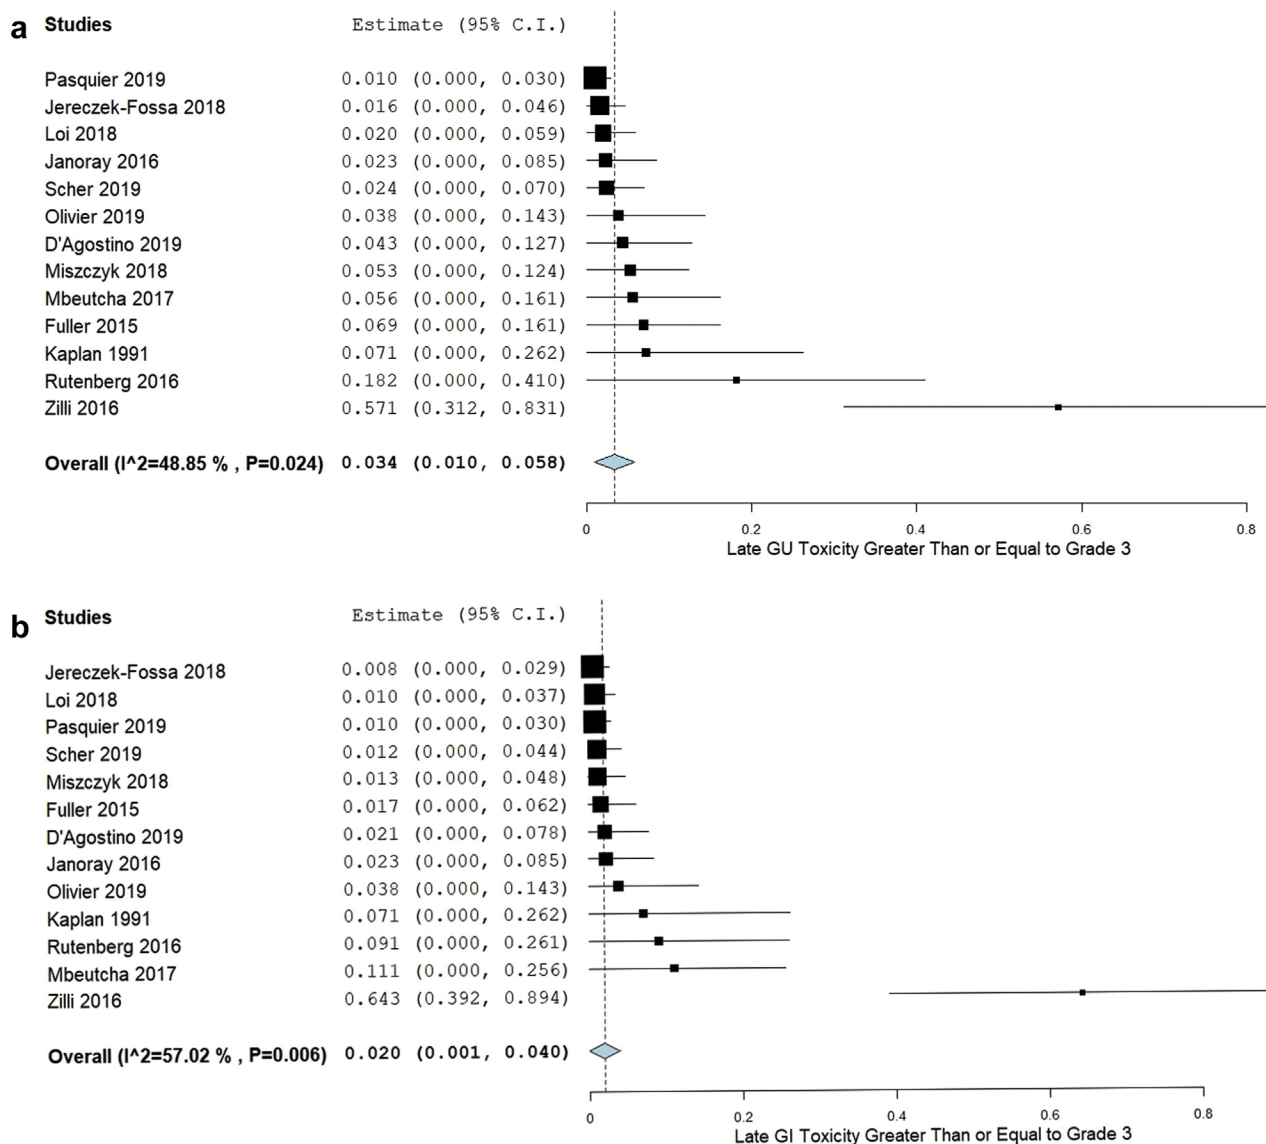 a Studies Estimate (95% C.I.)
Pasquier 2019 0.010 (0.000, 0.030)
Jereczek-Fossa 2018 0.016 (0.000, 0.046)
Loi 2018 0.020 (0.000, 0.059)
Janoray 2016 0.023 (0.000, 0.085)
Scher 2019 0.024 (0.000, 0.070)
Olivier 2019 0.038 (0.000, 0.143)
D'Agostino 2019 0.043 (0.000, 0.127)
Miszczyk 2018 0.053 (0.000, 0.124)
Mbeutcha 2017 0.056 (0.000, 0.161)
Fuller 2015 0.069 (0.000, 0.161)
Kaplan 1991 0.071 (0.000, 0.262)
Rutenberg 2016 0.182 (0.000, 0.410)
Zilli 2016 0.571 (0.312, 0.831)
Overall (I^2=48.85 % , P=0.024) 0.034 (0.010, 0.058)
0 0.2 0.4 0.6 0.8
Late GU Toxicity Greater Than or Equal to Grade 3
b Studies Estimate (95% C.I.)
Jereczek-Fossa 2018 0.008 (0.000, 0.029)
Loi 2018 0.010 (0.000, 0.037)
Pasquier 2019 0.010 (0.000, 0.030)
Scher 2019 0.012 (0.000, 0.044)
Miszczyk 2018 0.013 (0.000, 0.048)
Fuller 2015 0.017 (0.000, 0.062)
D'Agostino 2019 0.021 (0.000, 0.078)
Janoray 2016 0.023 (0.000, 0.085)
Olivier 2019 0.038 (0.000, 0.143)
Kaplan 1991 0.071 (0.000, 0.262)
Rutenberg 2016 0.091 (0.000, 0.261)
Mbeutcha 2017 0.111 (0.000, 0.256)
Zilli 2016 0.643 (0.392, 0.894)
Overall (I^2=57.02 % , P=0.006) 0.020 (0.001, 0.040)
0 0.2 0.4 0.6 0.8
Late GI Toxicity Greater Than or Equal to Grade 3